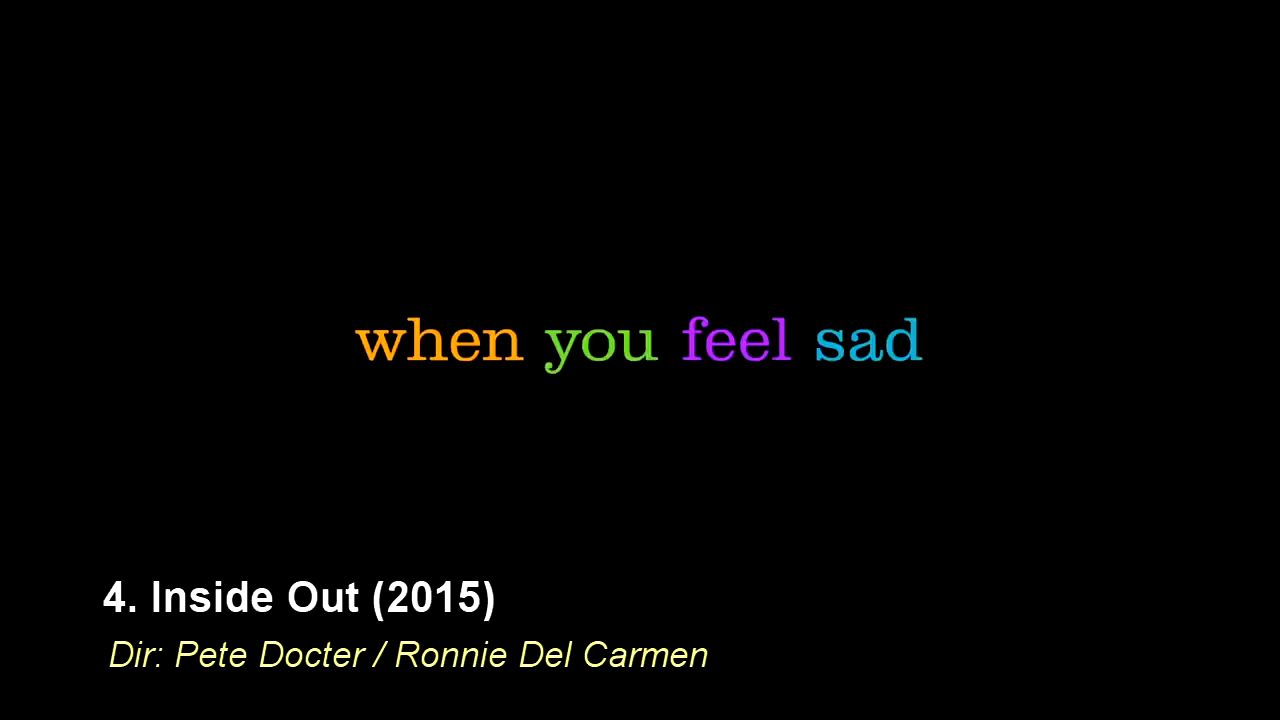 when you feel sad
4. Inside Out (2015)
Dir: Pete Docter / Ronnie Del Carmen